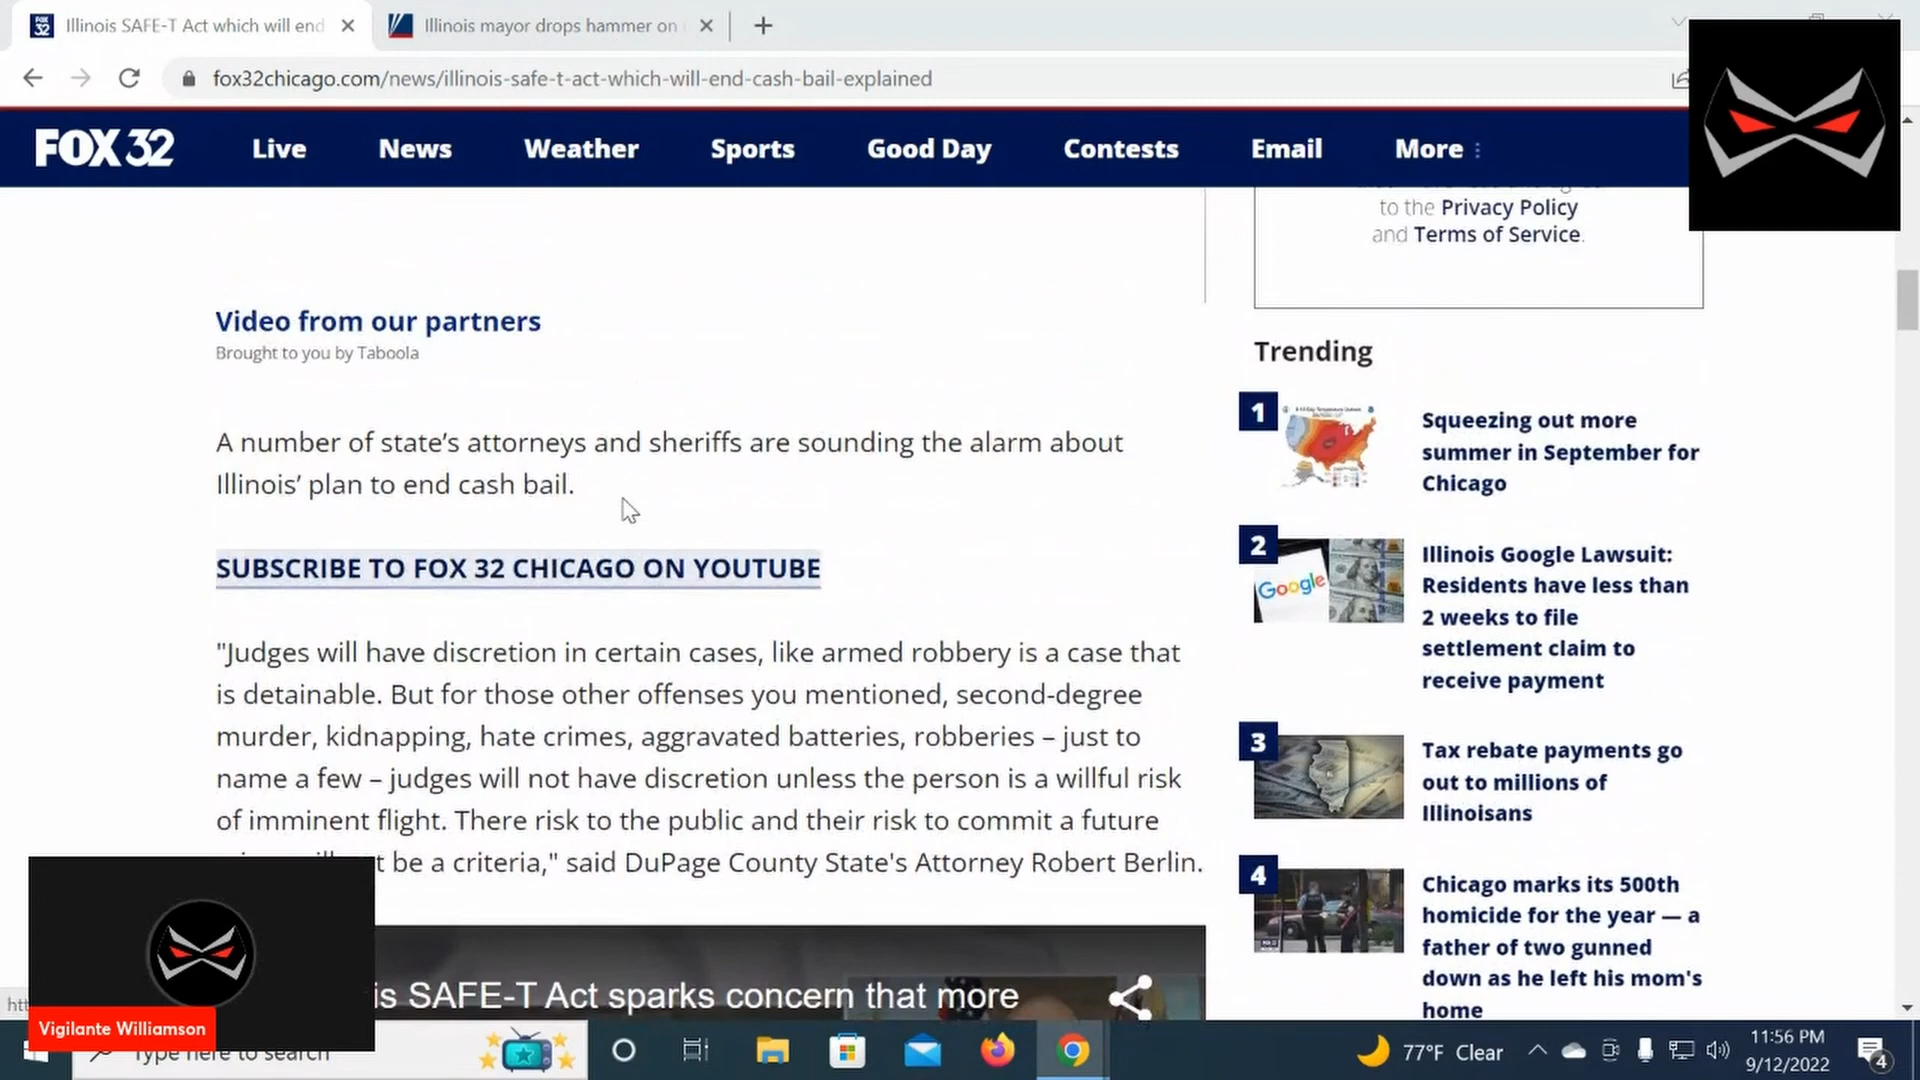 Illinois SAFE-T Act which will end
Illinois mayor drops hammer on
fox32chicago.com/news/illinois-safe-t-act-which-will-end-cash-bail-explained
FOX 32
Live
News
Weather
Sports
Good Day
Contests
Email
More
to the Privacy Policy
and Terms of Service.
Video from our partners
Brought to you by Taboola
A number of state’s attorneys and sheriffs are sounding the alarm about
Illinois’ plan to end cash bail.
SUBSCRIBE TO FOX 32 CHICAGO ON YOUTUBE
"Judges will have discretion in certain cases, like armed robbery is a case that
is detainable. But for those other offenses you mentioned, second-degree
murder, kidnapping, hate crimes, aggravated batteries, robberies – just to
name a few – judges will not have discretion unless the person is a willful risk
of imminent flight. There risk to the public and their risk to commit a future
be a criteria," said DuPage County State's Attorney Robert Berlin.
is SAFE-T Act sparks concern that more
Trending
1
Squeezing out more
summer in September for
Chicago
2
Google
Illinois Google Lawsuit:
Residents have less than
2 weeks to file
settlement claim to
receive payment
3
Tax rebate payments go
out to millions of
Illinoisans
4
Chicago marks its 500th
homicide for the year — a
father of two gunned
down as he left his mom's
home
Vigilante Williamson
Type here to search
77°F Clear
11:56 PM
9/12/2022
4